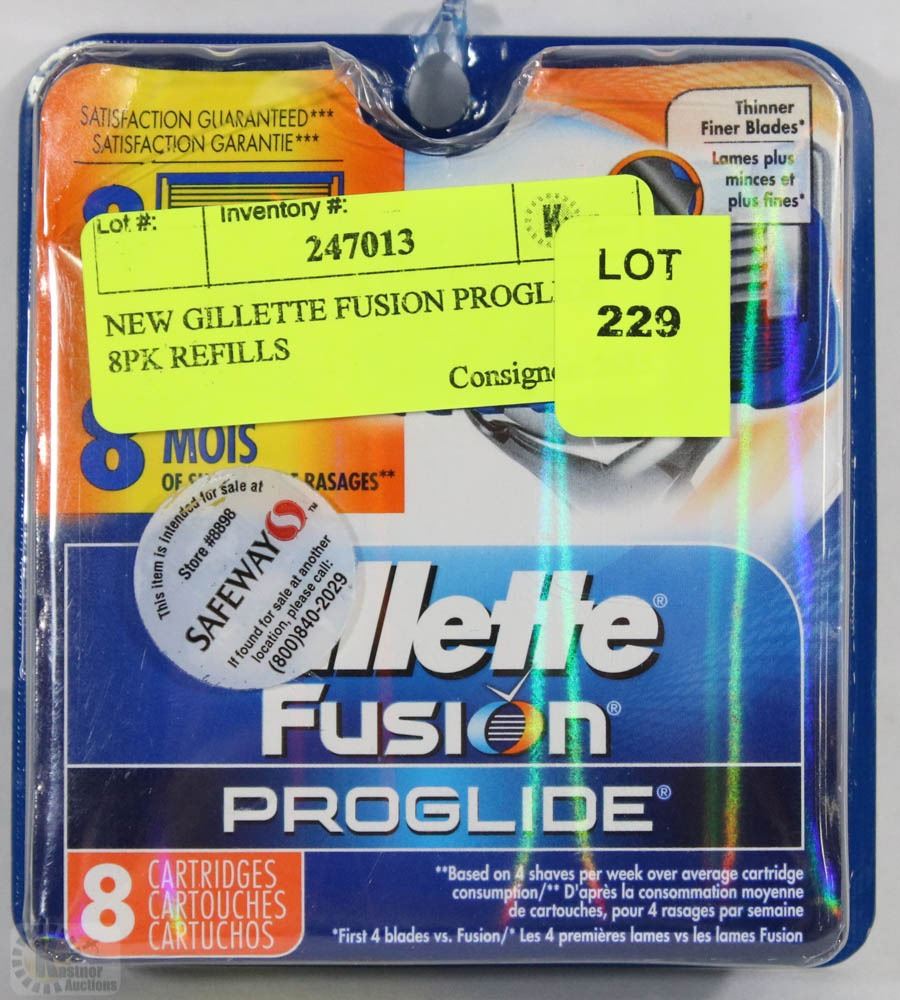 SATISFACTION GUARANTEED***
SATISFACTION GARANTIE***
Thinner
Finer Blades*
Lames plus
minces et
plus fines*
Lot #:
Inventory #:
247013
K
NEW GILLETTE FUSION PROGL
8PK REFILLS
Consigne
LOT
229
8
MOIS
RASAGES**
This item is intended for sale at
Store #8898
SAFEWAY
TM
If found for sale at another
location, please call:
(800)840-2029
illette®
Fusion®
PROGLIDE®
8 CARTRIDGES
CARTOUCHES
CARTUCHOS
**Based on 4 shaves per week over average cartridge
consumption/** D'après la consommation moyenne
de cartouches, pour 4 rasages par semaine
*First 4 blades vs. Fusion/* Les 4 premières lames vs les lames Fusion
Kastner
Auctions